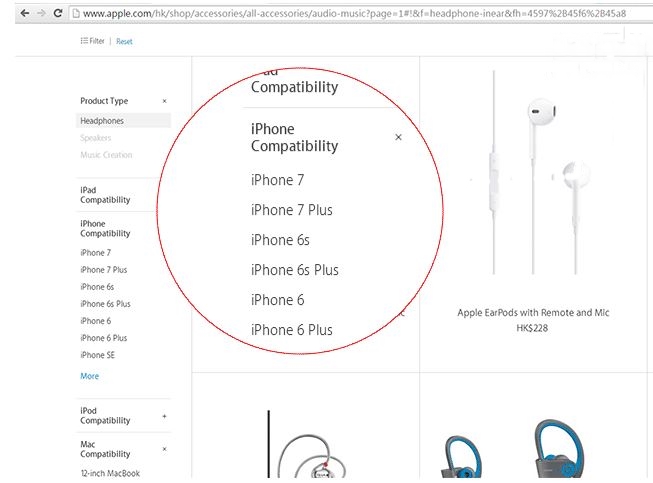 www.apple.com/hk/shop/accessories/all-accessories/audio-music?page=1#!&f=headphone-inear&fh=4597%2B45f6%2B45a8
Filter | Reset
Product Type ×
Headphones
Speakers
Music Creation
iPad
Compatibility
iPhone
Compatibility
iPhone 7
iPhone 7 Plus
iPhone 6s
iPhone 6s Plus
iPhone 6
iPhone 6 Plus
iPhone SE
More
iPod
Compatibility +
Mac
Compatibility ×
12-inch MacBook
Compatibility
iPhone
Compatibility ×
iPhone 7
iPhone 7 Plus
iPhone 6s
iPhone 6s Plus
iPhone 6
iPhone 6 Plus
Apple EarPods with Remote and Mic
HK$228